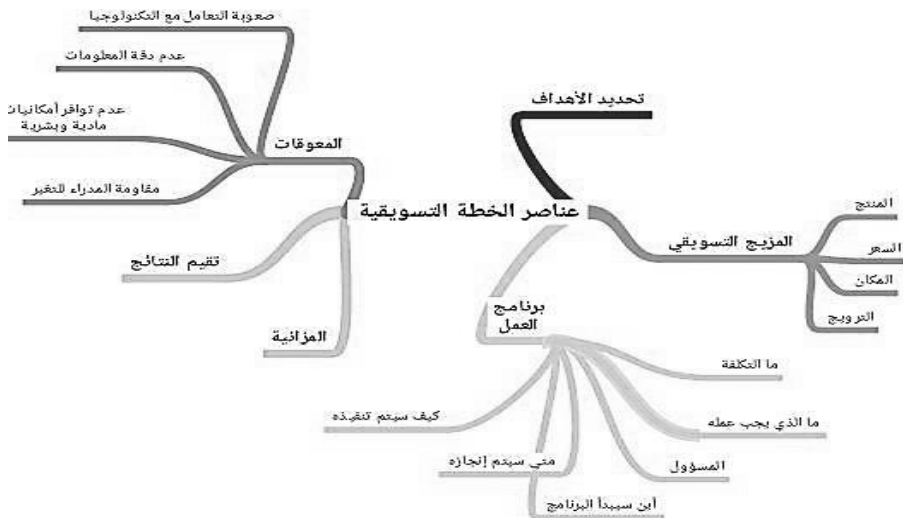 عناصر الخطة التسويقية
تحديد الأهداف
المزيج التسويقي
المنتج
السعر
المكان
الترويج
برنامج
العمل
ما التكلفة
ما الذي يجب عمله
المسؤول
أين سيبدأ البرنامج
متي سيتم إنجازه
كيف سيتم تنفيذه
المعوقات
صعوبة التعامل مع التكنولوجيا
عدم دقة المعلومات
عدم توافر أمكانيات
مادية وبشرية
مقاومة المدراء للتغير
تقيم النتائج
المزانية